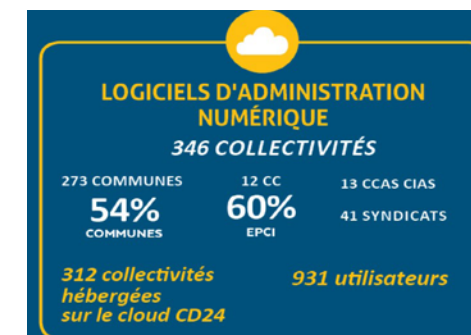 LOGICIELS D'ADMINISTRATION
NUMÉRIQUE
346 COLLECTIVITÉS
273 COMMUNES
54%
COMMUNES
12 CC
60%
EPCI
13 CCAS CIAS
41 SYNDICATS
312 collectivités
hébergées
sur le cloud CD24
931 utilisateurs